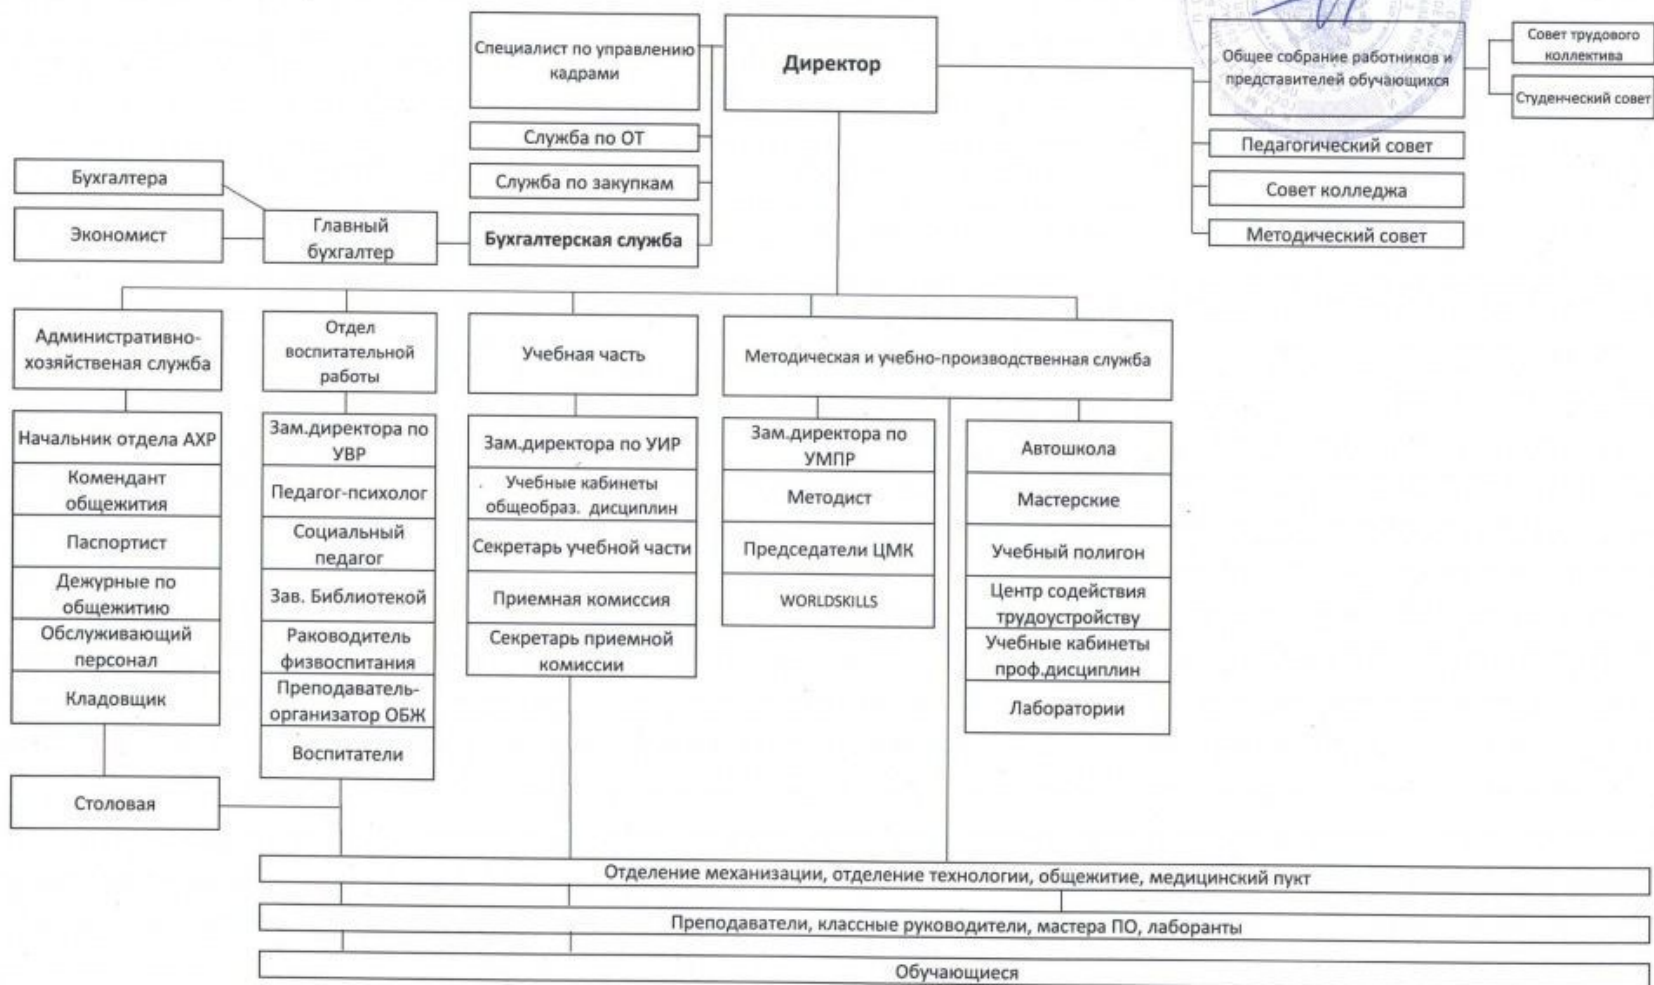 Специалист по управлению
кадрами
Директор
Общее собрание работников и
представителей обучающихся
Совет трудового
коллектива
Студенческий совет
Служба по ОТ
Педагогический совет
Бухгалтера
Служба по закупкам
Совет колледжа
Экономист
Главный
бухгалтер
Бухгалтерская служба
Методический совет
Административно-
хозяйственая служба
Отдел
воспитательной
работы
Учебная часть
Методическая и учебно-производственная служба
Начальник отдела АХР
Комендант
общежития
Паспортист
Дежурные по
общежитию
Обслуживающий
персонал
Кладовщик
Столовая
Зам.директора по
УВР
Педагог-психолог
Социальный
педагог
Зав. Библиотекой
Раководитель
физвоспитания
Преподаватель-
организатор ОБЖ
Воспитатели
Зам.директора по УИР
Учебные кабинеты
общеобраз. дисциплин
Секретарь учебной части
Приемная комиссия
Секретарь приемной
комиссии
Зам.директора по
УМПР
Методист
Председатели ЦМК
WORLDSKILLS
Автошкола
Мастерские
Учебный полигон
Центр содействия
трудоустройству
Учебные кабинеты
проф.дисциплин
Лаборатории
Отделение механизации, отделение технологии, общежитие, медицинский пукт
Преподаватели, классные руководители, мастера ПО, лаборанты
Обучающиеся